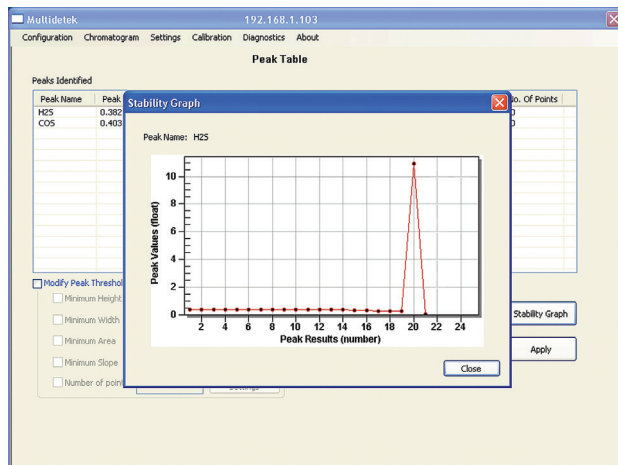 Multidetek 192.168.1.103
Configuration Chromatogram Settings Calibration Diagnostics About
Peak Table
Peaks Identified
Peak Name Peak No. Of Points
H2S 0.382
COS 0.403
Stability Graph
Peak Name: H2S
Peak Values (float)
10
8
6
4
2
0
2 4 6 8 10 12 14 16 18 20 22 24
Peak Results (number)
Close
Modify Peak Threshol
Minimum Height
Minimum Width
Minimum Area
Minimum Slope
Number of point
Stability Graph
Apply